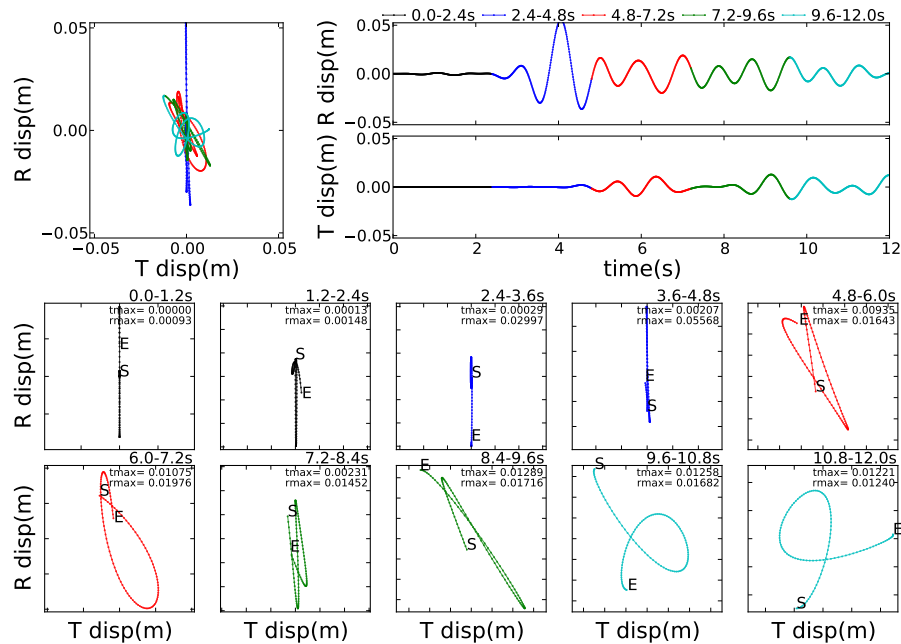 0.0-2.4s 2.4-4.8s 4.8-7.2s 7.2-9.6s 9.6-12.0s
0.05
0.00
−0.05
R disp(m)
−0.05 0.00 0.05
T disp(m)
0.05
0.00
−0.05
R disp(m)
0.05
0.00
−0.05
T disp(m)
0 2 4 6 8 10 12
time(s)
R disp(m)
0.0-1.2s
tmax= 0.00000
rmax= 0.00093
E
S
1.2-2.4s
tmax= 0.00013
rmax= 0.00148
S
E
2.4-3.6s
tmax= 0.00029
rmax= 0.02997
S
E
3.6-4.8s
tmax= 0.00207
rmax= 0.05568
E
S
4.8-6.0s
tmax= 0.00935
rmax= 0.01643
E
S
R disp(m)
6.0-7.2s
tmax= 0.01075
rmax= 0.01976
S
E
T disp(m)
7.2-8.4s
tmax= 0.00231
rmax= 0.01452
S
E
T disp(m)
8.4-9.6s
tmax= 0.01289
rmax= 0.01716
E
S
T disp(m)
9.6-10.8s
tmax= 0.01258
rmax= 0.01682
S
E
T disp(m)
10.8-12.0s
tmax= 0.01221
rmax= 0.01240
E
S
T disp(m)